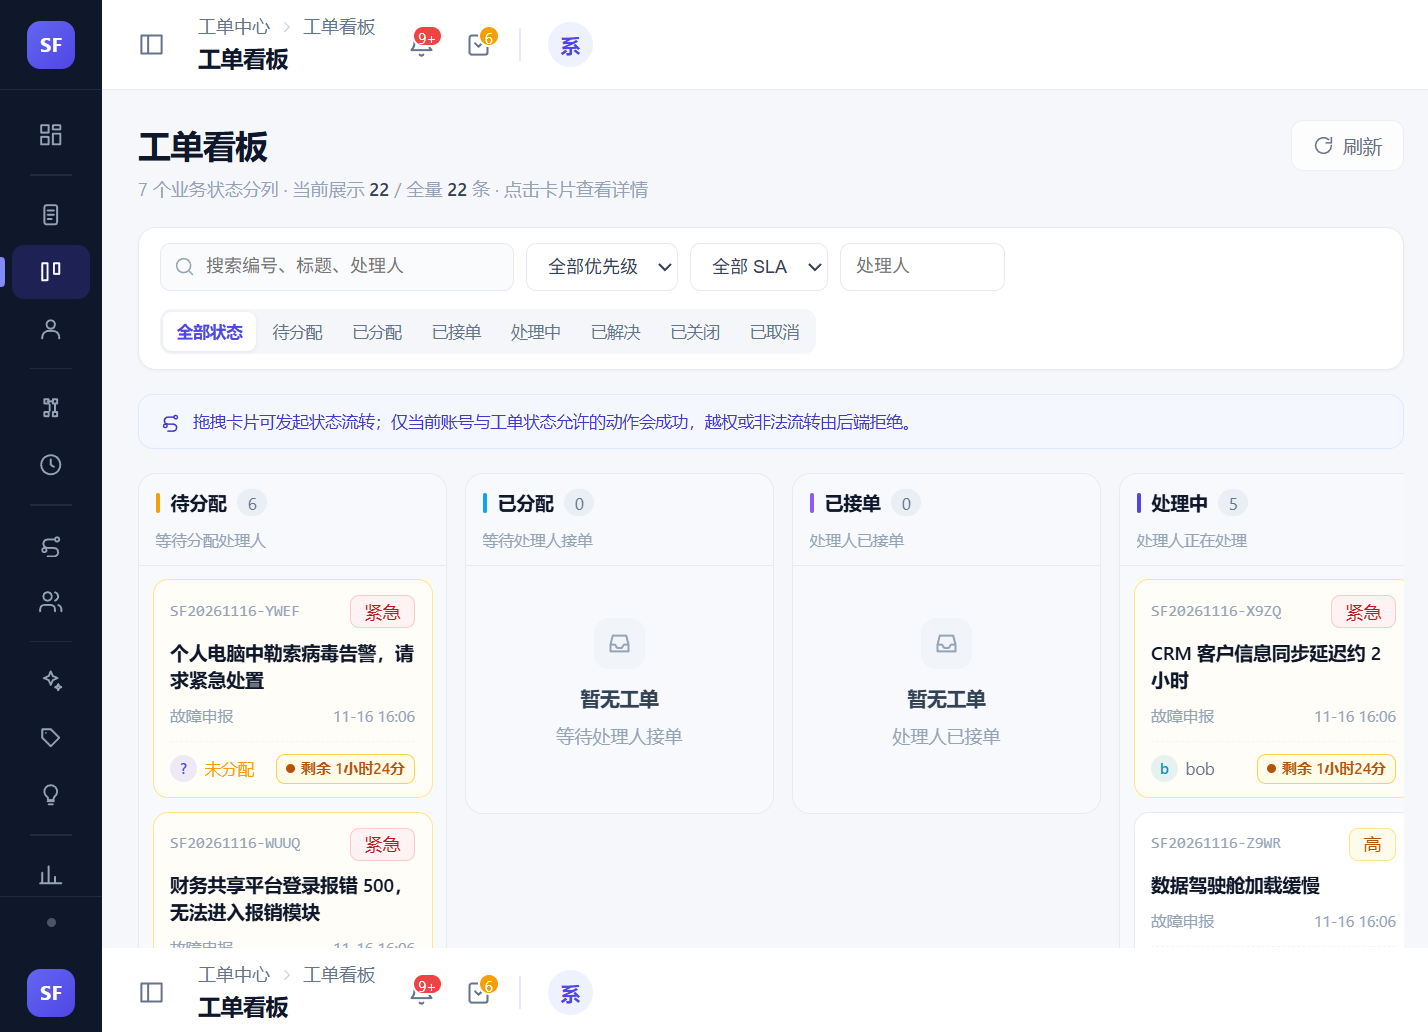 SF
工单中心 工单看板
工单看板
9+
6
系
工单看板
刷新
7 个业务状态分列 · 当前展示 22 / 全量 22 条 · 点击卡片查看详情
搜索编号、标题、处理人
全部优先级
全部 SLA
处理人
全部状态 待分配 已分配 已接单 处理中 已解决 已关闭 已取消
拖拽卡片可发起状态流转；仅当前账号与工单状态允许的动作会成功，越权或非法流转由后端拒绝。
待分配 6
等待分配处理人
SF20261116-YWEF 紧急
个人电脑中勒索病毒告警，请
求紧急处置
故障申报 11-16 16:06
? 未分配 剩余 1小时24分
SF20261116-WUUQ 紧急
财务共享平台登录报错 500，
无法进入报销模块
故障申报 11-16 16:06
已分配 0
等待处理人接单
暂无工单
等待处理人接单
已接单 0
处理人已接单
暂无工单
处理人已接单
处理中 5
处理人正在处理
SF20261116-X9ZQ 紧急
CRM 客户信息同步延迟约 2
小时
故障申报 11-16 16:06
b bob 剩余 1小时24分
SF20261116-Z9WR 高
数据驾驶舱加载缓慢
故障申报 11-16 16:06
SF
工单中心 工单看板
工单看板
9+
6
系